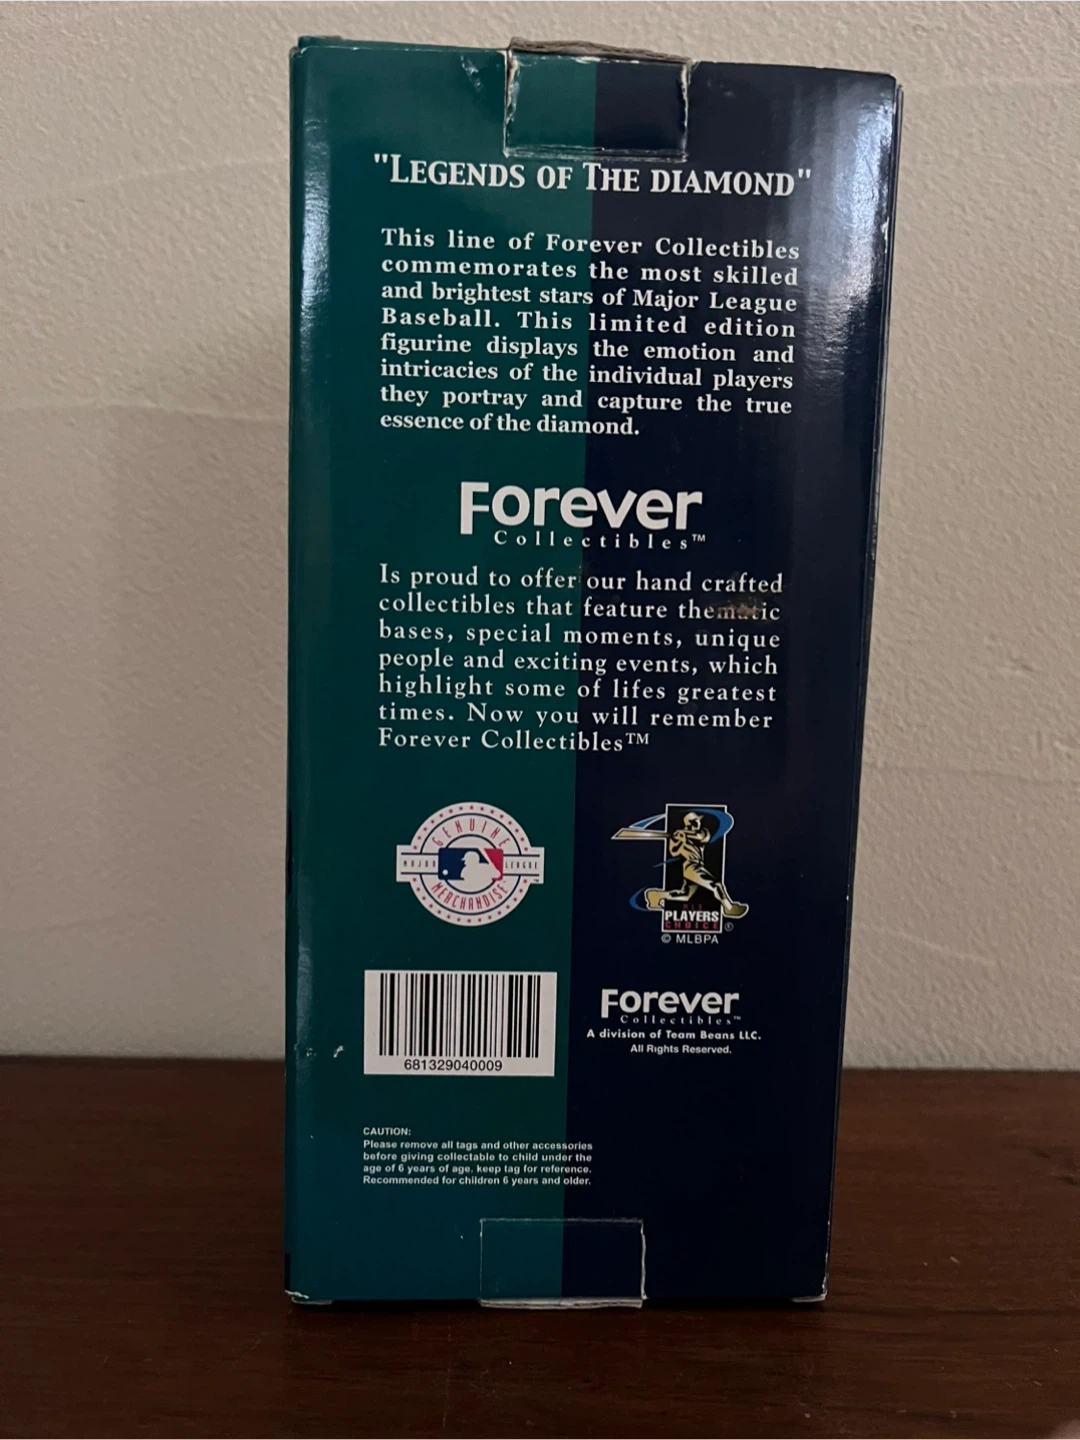 "LEGENDS OF THE DIAMOND"
This line of Forever Collectibles
commemorates the most skilled
and brightest stars of Major League
Baseball. This limited edition
figurine displays the emotion and
intricacies of the individual players
they portray and capture the true
essence of the diamond.
Forever
Collectibles™
Is proud to offer our hand crafted
collectibles that feature thematic
bases, special moments, unique
people and exciting events, which
highlight some of lifes greatest
times. Now you will remember
Forever Collectibles™
GENUINE
MAJOR LEAGUE
MERCHANDISE
MLB
PLAYERS
CHOICE ®
© MLBPA
681329040009
Forever
Collectibles™
A division of Team Beans LLC.
All Rights Reserved.
CAUTION:
Please remove all tags and other accessories
before giving collectable to child under the
age of 6 years of age. keep tag for reference.
Recommended for children 6 years and older.